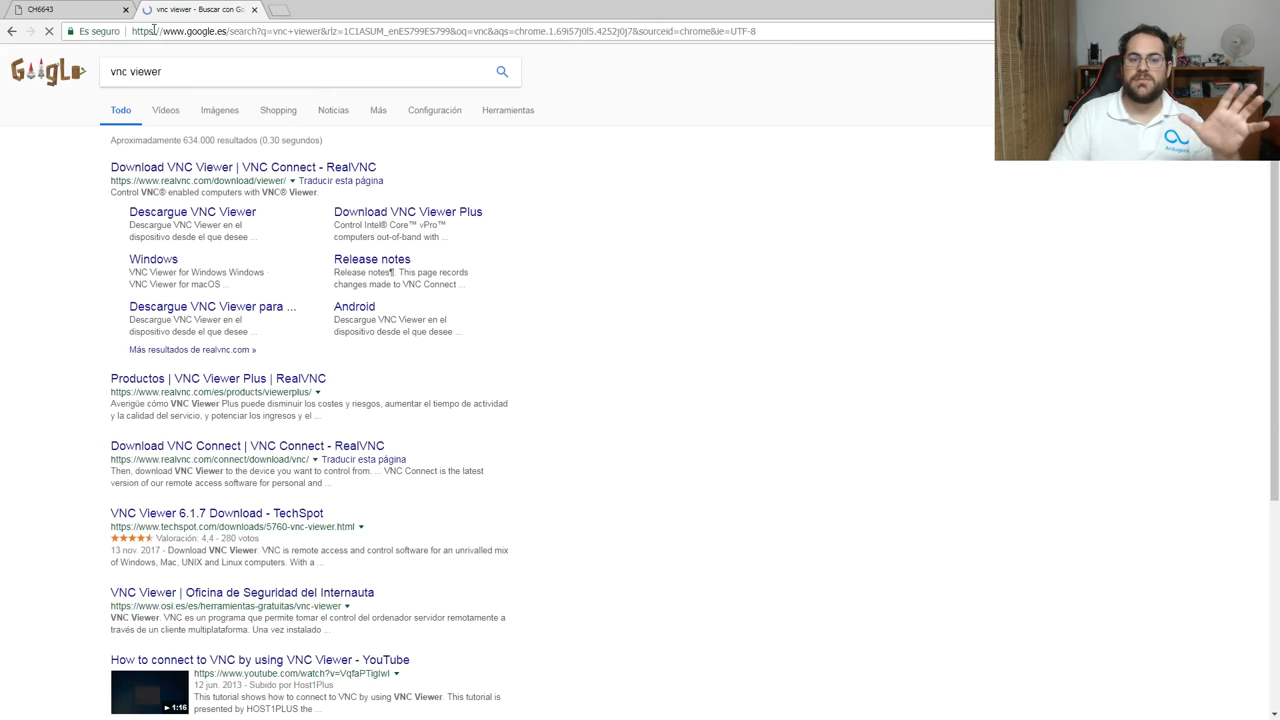 CH6643
vnc viewer - Buscar con Go
Es seguro
https://www.google.es/search?q=vnc+viewer&rlz=1C1ASUM_enES799ES799&oq=vnc&aqs=chrome.1.69i57j0l5.4252j0j7&sourceid=chrome&ie=UTF-8
vnc viewer
Todo Vídeos Imágenes Shopping Noticias Más Configuración Herramientas
Aproximadamente 634.000 resultados (0,30 segundos)
Download VNC Viewer | VNC Connect - RealVNC
https://www.realvnc.com/download/viewer/ Traducir esta página
Control VNC® enabled computers with VNC® Viewer.
Descargue VNC Viewer
Descargue VNC Viewer en el
dispositivo desde el que desee ...
Download VNC Viewer Plus
Control Intel® Core™ vPro™
computers out-of-band with ...
Windows
VNC Viewer for Windows Windows ·
VNC Viewer for macOS ...
Release notes
Release notes¶. This page records
changes made to VNC Connect ...
Descargue VNC Viewer para ...
Descargue VNC Viewer en el
dispositivo desde el que desee ...
Android
Descargue VNC Viewer en el
dispositivo desde el que desee ...
Más resultados de realvnc.com »
Productos | VNC Viewer Plus | RealVNC
https://www.realvnc.com/es/products/viewerplus/
Averigüe cómo VNC Viewer Plus puede disminuir los costes y riesgos, aumentar el tiempo de actividad
y la calidad del servicio, y potenciar los ingresos y el ...
Download VNC Connect | VNC Connect - RealVNC
https://www.realvnc.com/connect/download/vnc/ Traducir esta página
Then, download VNC Viewer to the device you want to control from. ... VNC Connect is the latest
version of our remote access software for personal and ...
VNC Viewer 6.1.7 Download - TechSpot
https://www.techspot.com/downloads/5760-vnc-viewer.html
Valoración: 4,4 - 280 votos
13 nov. 2017 - Download VNC Viewer. VNC is remote access and control software for an unrivalled mix
of Windows, Mac, UNIX and Linux computers. With a ...
VNC Viewer | Oficina de Seguridad del Internauta
https://www.osi.es/es/herramientas-gratuitas/vnc-viewer
VNC Viewer. VNC es un programa que permite tomar el control del ordenador servidor remotamente a
través de un cliente multiplataforma. Una vez instalado ...
How to connect to VNC by using VNC Viewer - YouTube
https://www.youtube.com/watch?v=VqfaPTigIwI
12 jun. 2013 - Subido por Host1Plus
This tutorial shows how to connect to VNC by using VNC Viewer. This tutorial is
presented by HOST1PLUS the ...
1:16